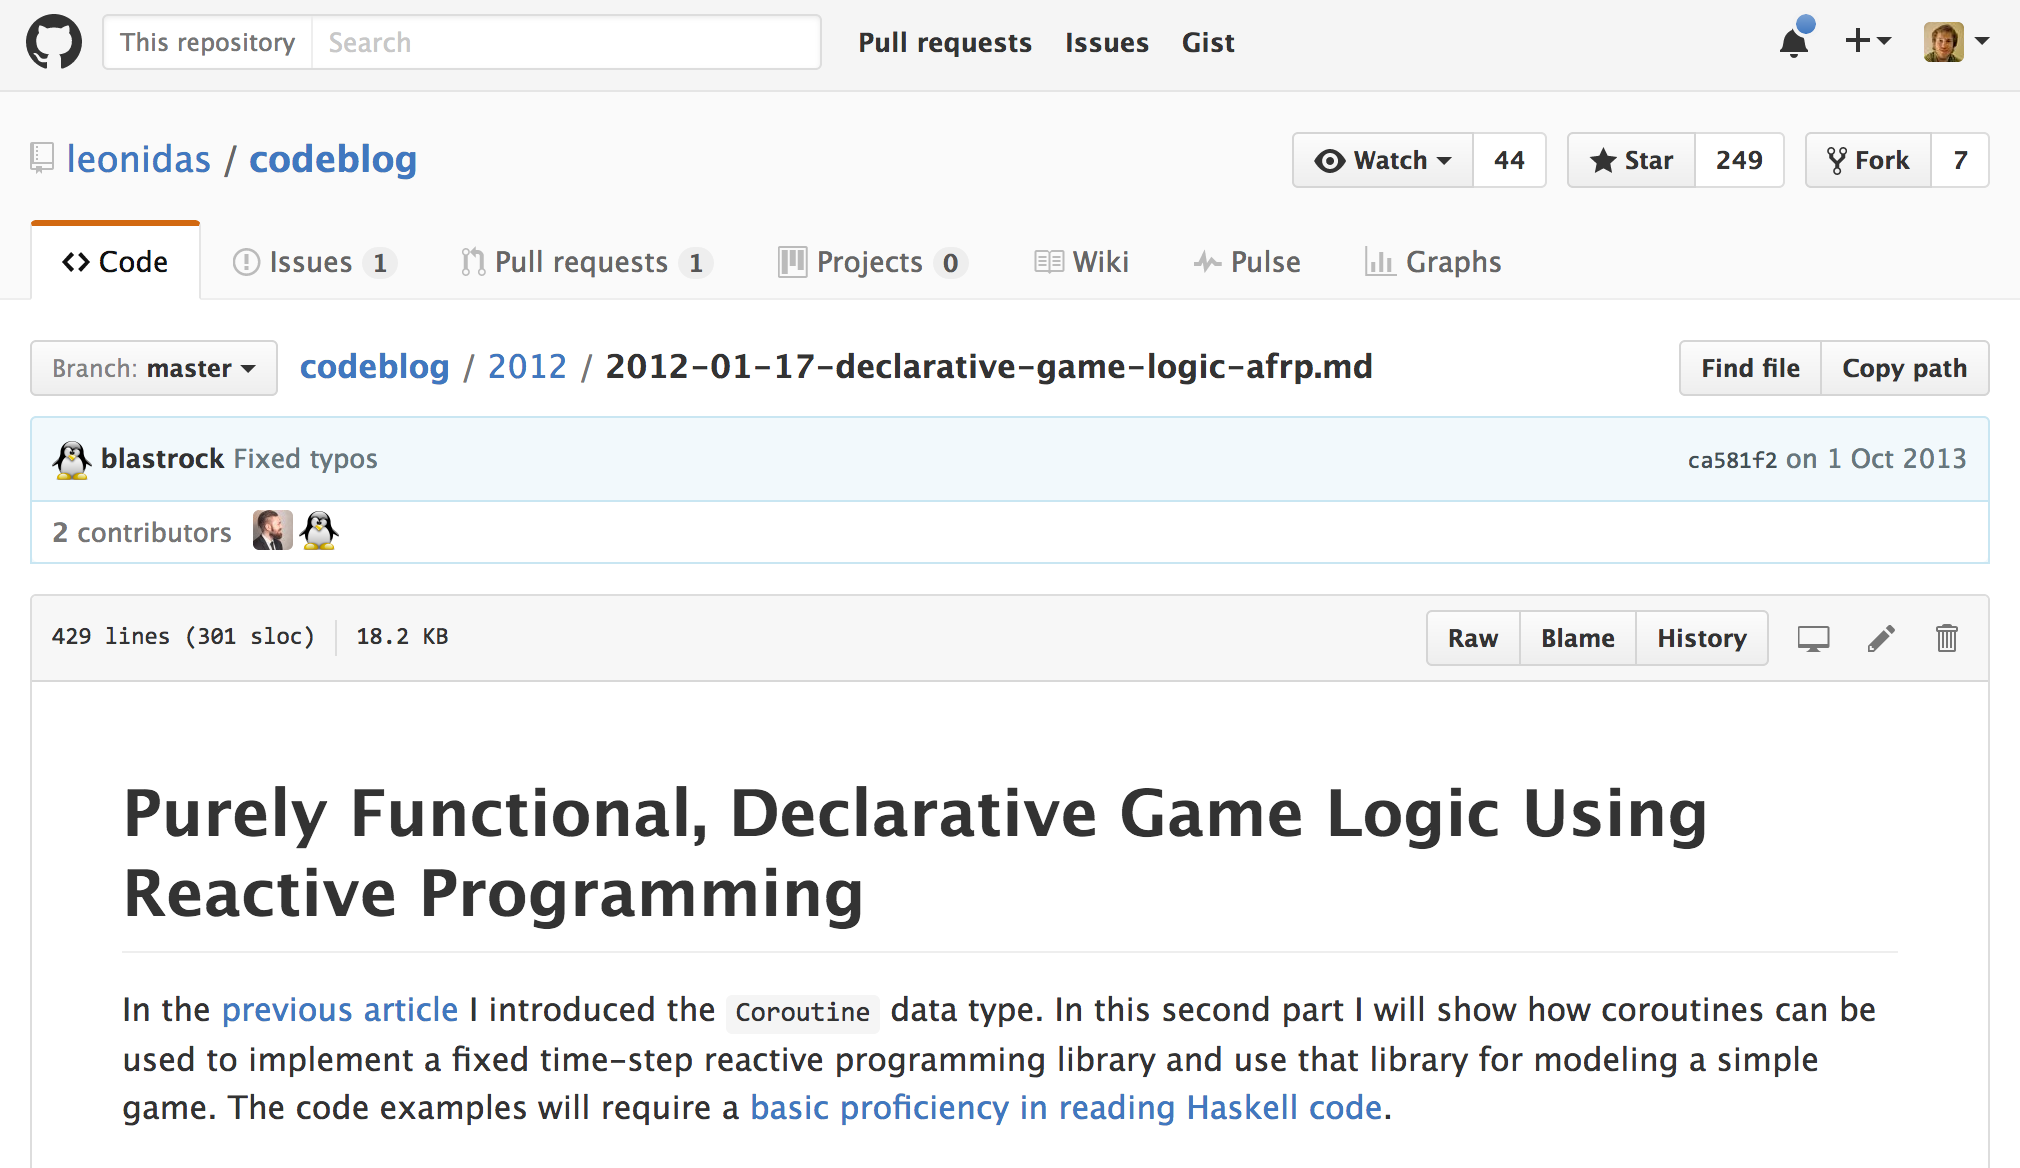 This repository Search Pull requests Issues Gist
leonidas / codeblog Watch 44 Star 249 Fork 7
Code Issues 1 Pull requests 1 Projects 0 Wiki Pulse Graphs
Branch: master codeblog / 2012 / 2012-01-17-declarative-game-logic-afrp.md Find file Copy path
blastrock Fixed typos ca581f2 on 1 Oct 2013
2 contributors
429 lines (301 sloc) 18.2 KB Raw Blame History
Purely Functional, Declarative Game Logic Using
Reactive Programming
In the previous article I introduced the Coroutine data type. In this second part I will show how coroutines can be
used to implement a fixed time-step reactive programming library and use that library for modeling a simple
game. The code examples will require a basic proficiency in reading Haskell code.